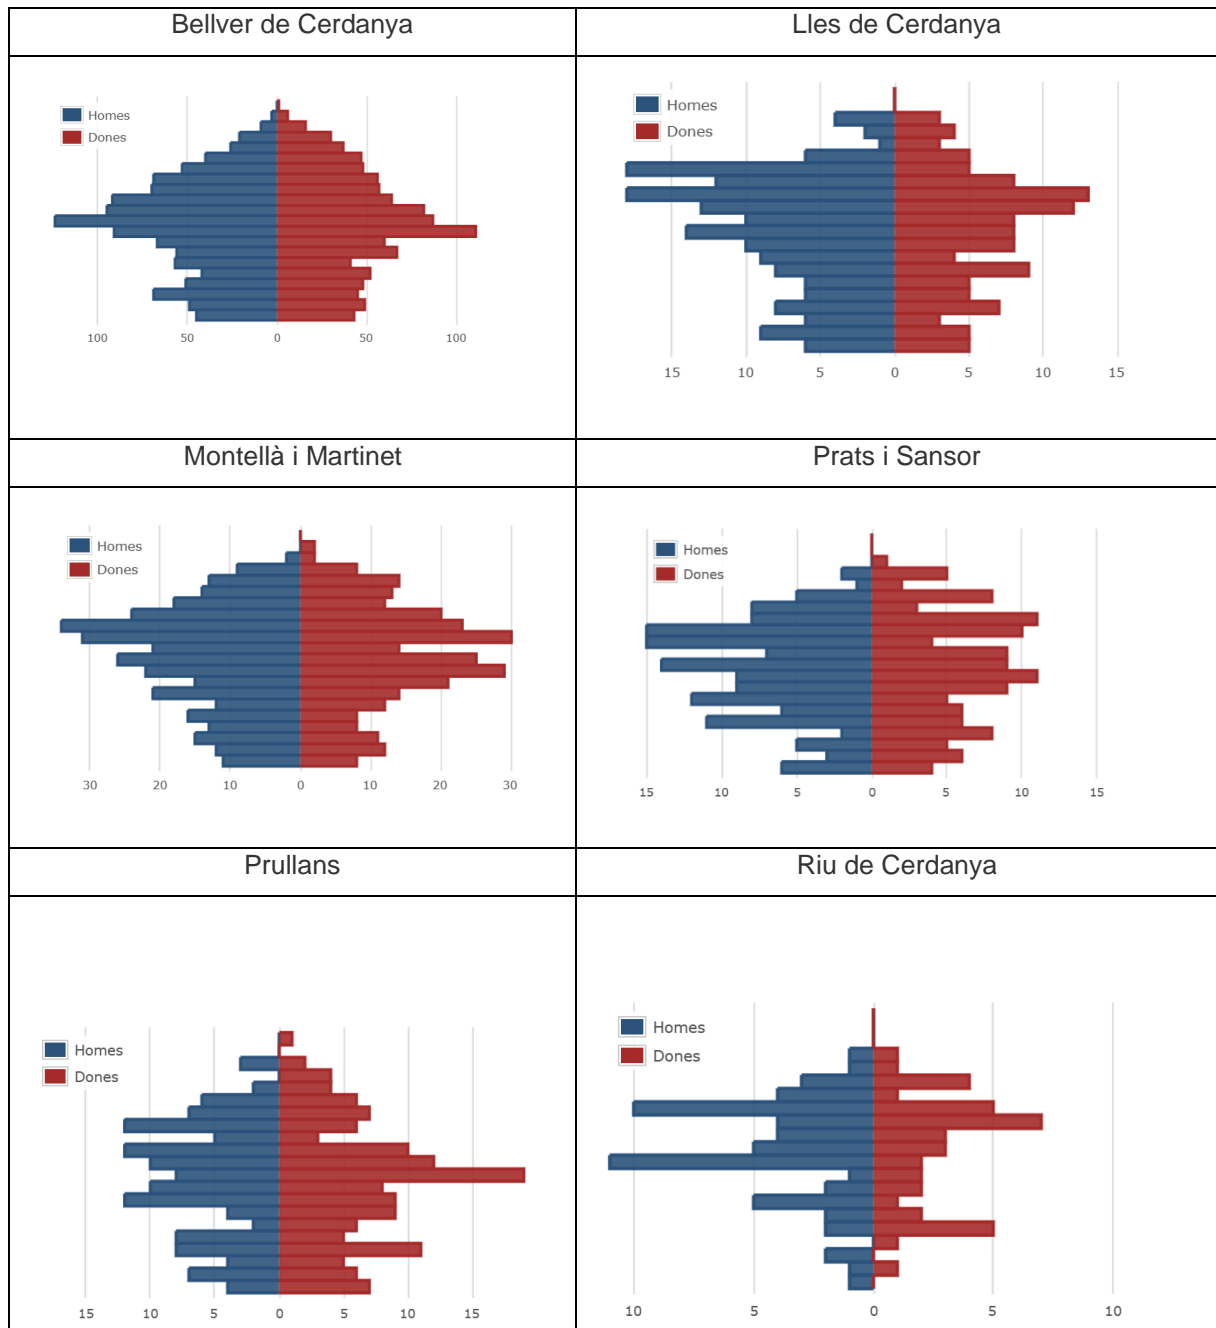 Bellver de Cerdanya
Lles de Cerdanya
Homes
Dones
100 50 0 50 100
Homes
Dones
15 10 5 0 5 10 15
Montellà i Martinet
Prats i Sansor
Homes
Dones
30 20 10 0 10 20 30
Homes
Dones
15 10 5 0 5 10 15
Prullans
Riu de Cerdanya
Homes
Dones
15 10 5 0 5 10 15
Homes
Dones
10 5 0 5 10